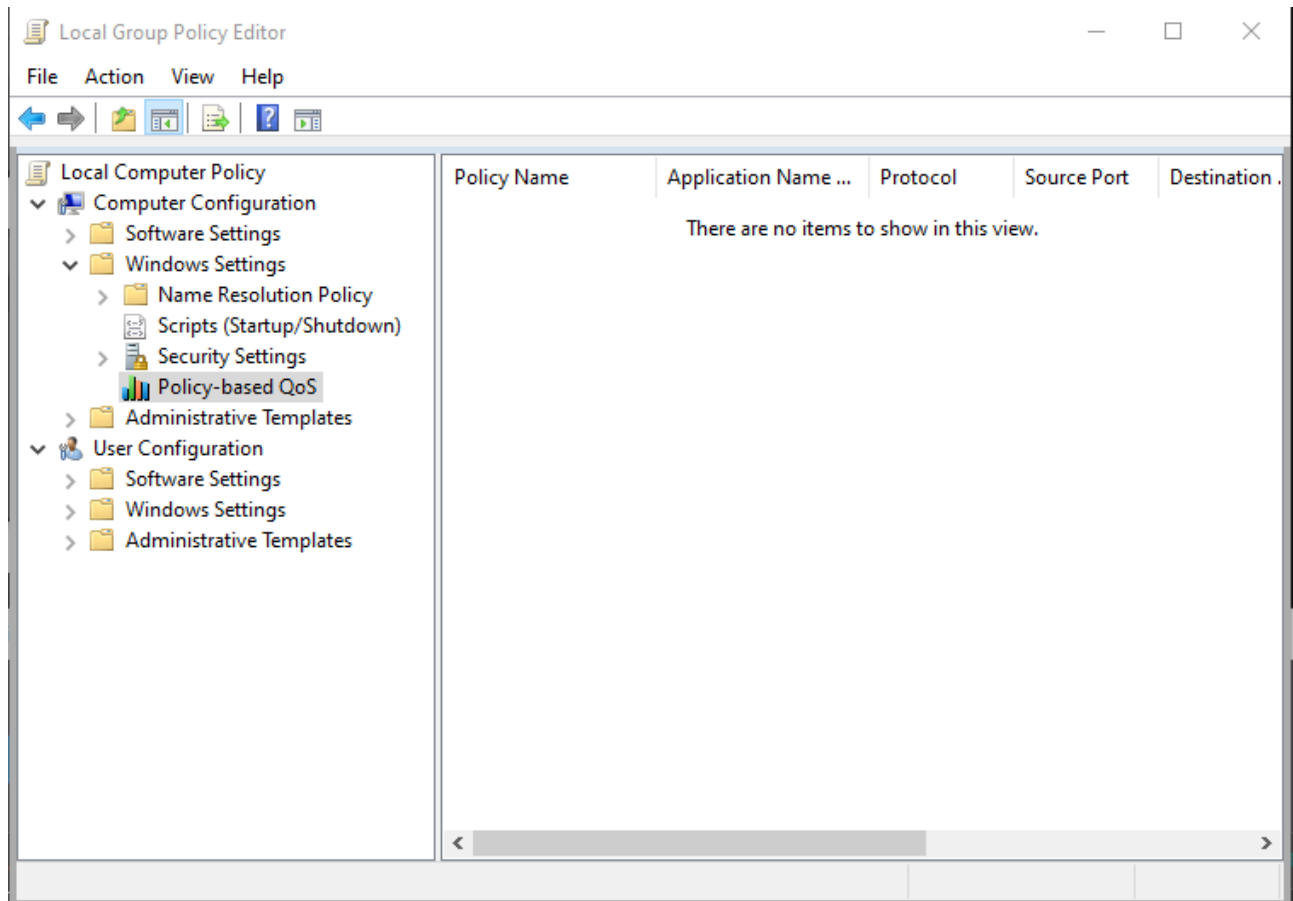 Local Group Policy Editor
File Action View Help
Local Computer Policy
Computer Configuration
Software Settings
Windows Settings
Name Resolution Policy
Scripts (Startup/Shutdown)
Security Settings
Policy-based QoS
Administrative Templates
User Configuration
Software Settings
Windows Settings
Administrative Templates
Policy Name Application Name ... Protocol Source Port Destination .
There are no items to show in this view.